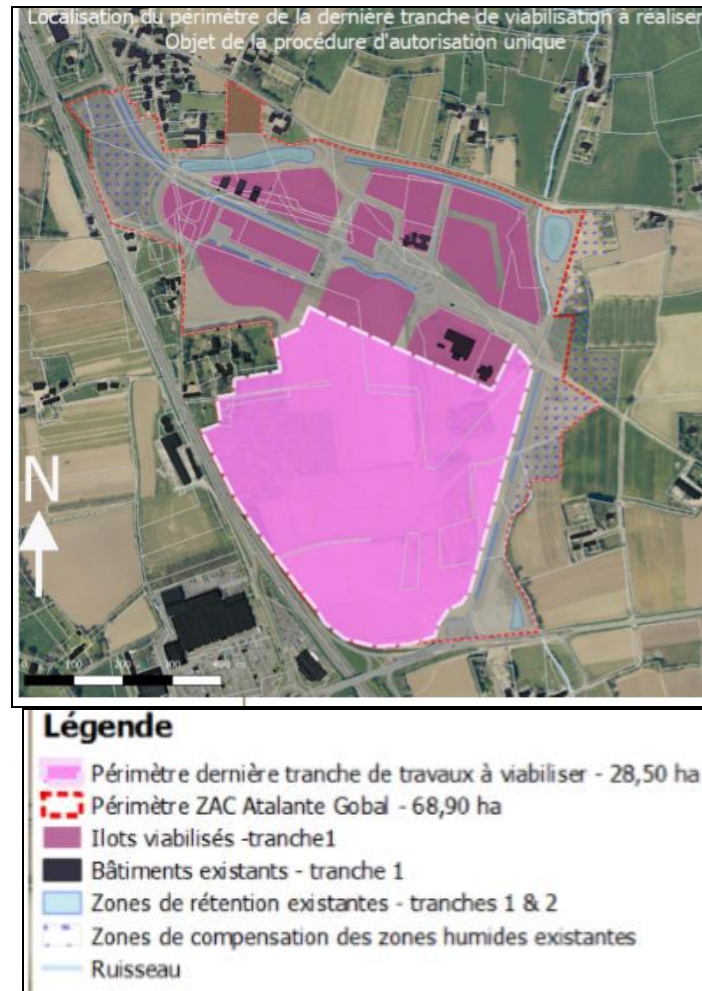 Localisation du périmètre de la dernière tranche de viabilisation à réaliser
Objet de la procédure d'autorisation unique
N
0 100 200 300 400 m
Légende
Périmètre dernière tranche de travaux à viabiliser - 28,50 ha
Périmètre ZAC Atalante Gobal - 68,90 ha
Ilots viabilisés -tranche1
Bâtiments existants - tranche 1
Zones de rétention existantes - tranches 1 & 2
Zones de compensation des zones humides existantes
Ruisseau